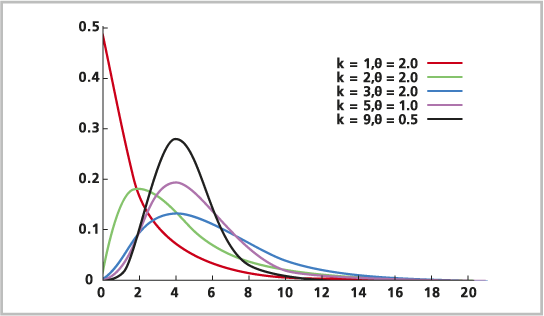 0.5
0.4
0.3
0.2
0.1
0
k = 1,θ = 2.0
k = 2,θ = 2.0
k = 3,θ = 2.0
k = 5,θ = 1.0
k = 9,θ = 0.5
0 2 4 6 8 10 12 14 16 18 20